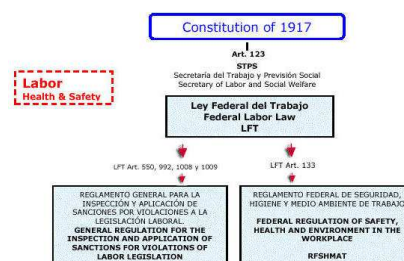 Constitution of 1917
Art. 123
STPS
Secretaria del Trabajo y Previsión Social
Secretary of Labor and Social Welfare
Labor
Health & Safety
Ley Federal del Trabajo
Federal Labor Law
LFT
LFT Art. 550, 992, 1008 y 1009
LFT Art. 133
REGLAMENTO GENERAL PARA LA
INSPECCIÓN Y APLICACIÓN DE
SANCIONES POR VIOLACIONES A LA
LEGISLACIÓN LABORAL.
GENERAL REGULATION FOR THE
INSPECTION AND APPLICATION OF
SANCTIONS FOR VIOLATIONS OF
LABOR LEGISLATION
REGLAMENTO FEDERAL DE SEGURIDAD,
HIGIENE Y MEDIO AMBIENTE DE TRABAJO
FEDERAL REGULATION OF SAFETY,
HEALTH AND ENVIRONMENT IN THE
WORKPLACE
RFSHMAT